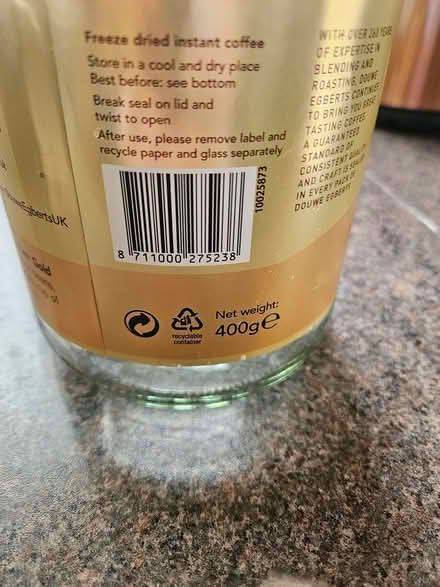 Freeze dried instant coffee
Store in a cool and dry place
Best before: see bottom
Break seal on lid and
twist to open
After use, please remove label and
recycle paper and glass separately
10025873
8 711000 275238
recyclable
container
Net weight:
400g e
WITH OVER 260 YEARS
OF EXPERTISE IN
BLENDING AND
ROASTING, DOUWE
EGBERTS CONTINUES
TO BRING YOU GREAT
TASTING COFFEE.
A GUARANTEED
STANDARD OF
CONSISTENT QUALITY
AND CRAFT IS SEALED
IN EVERY PACK OF
DOUWE EGBERTS
EgbertsUK
Gold